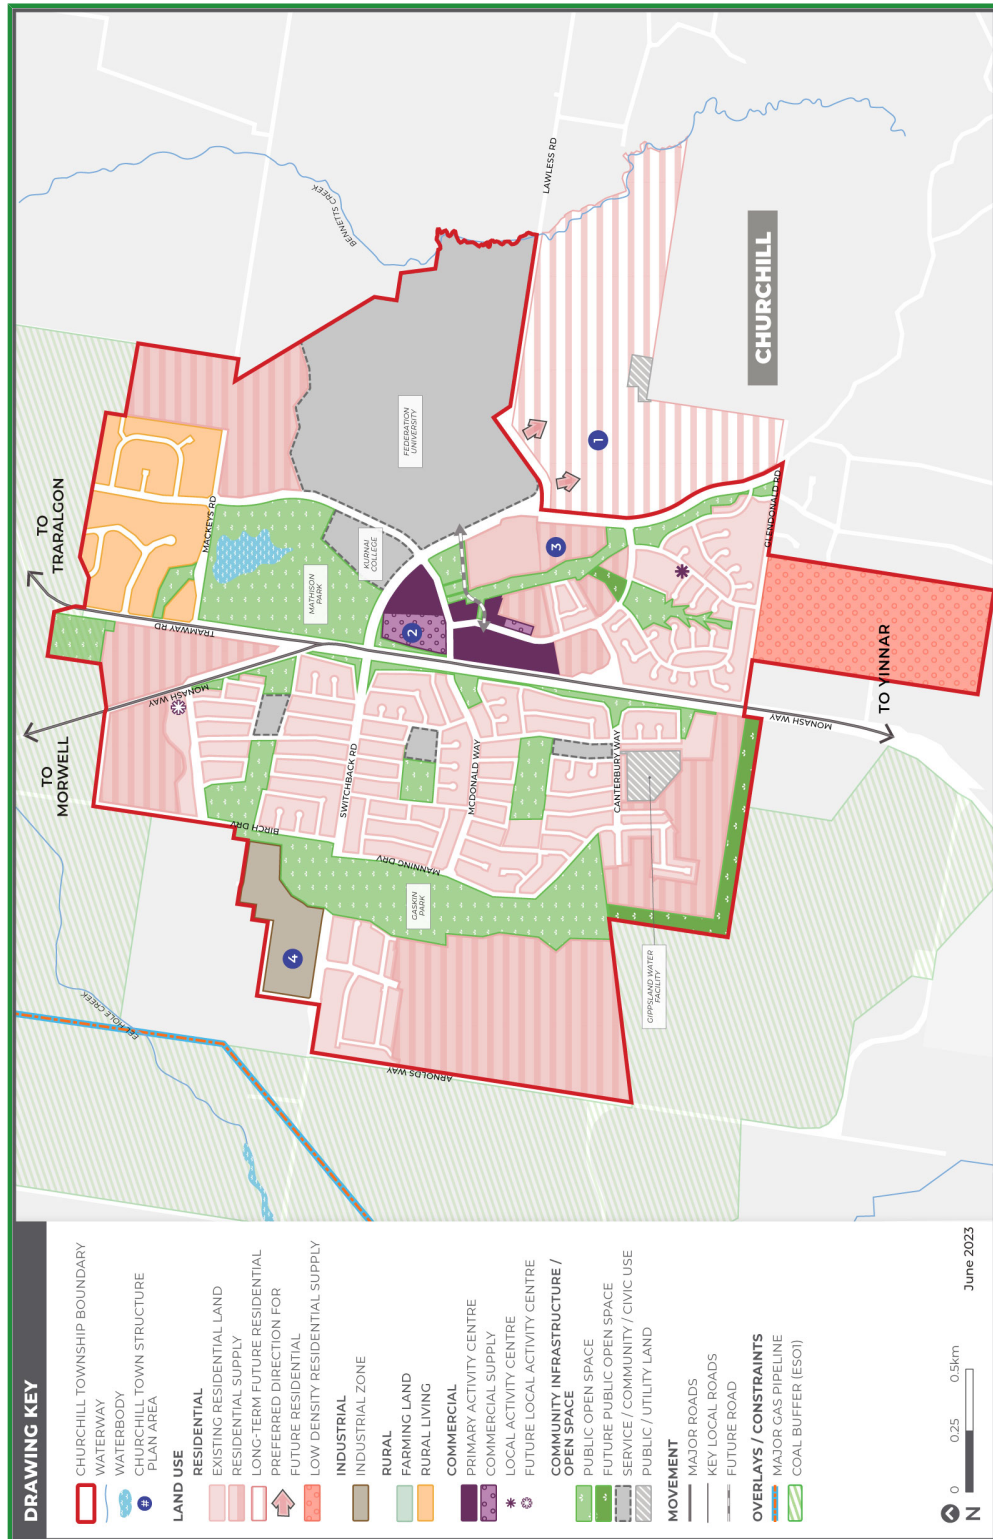 DRAWING KEY
CHURCHILL TOWNSHIP BOUNDARY
WATERWAY
WATERBODY
CHURCHILL TOWN STRUCTURE
PLAN AREA
#
LAND USE
RESIDENTIAL
EXISTING RESIDENTIAL LAND
RESIDENTIAL SUPPLY
LONG-TERM FUTURE RESIDENTIAL
PREFERRED DIRECTION FOR
FUTURE RESIDENTIAL
LOW DENSITY RESIDENTIAL SUPPLY
INDUSTRIAL
INDUSTRIAL ZONE
RURAL
FARMING LAND
RURAL LIVING
COMMERCIAL
PRIMARY ACTIVITY CENTRE
COMMERCIAL SUPPLY
LOCAL ACTIVITY CENTRE
FUTURE LOCAL ACTIVITY CENTRE
COMMUNITY INFRASTRUCTURE /
OPEN SPACE
PUBLIC OPEN SPACE
FUTURE PUBLIC OPEN SPACE
SERVICE / COMMUNITY / CIVIC USE
PUBLIC / UTILITY LAND
MOVEMENT
MAJOR ROADS
KEY LOCAL ROADS
FUTURE ROAD
OVERLAYS / CONSTRAINTS
MAJOR GAS PIPELINE
COAL BUFFER (ESO1)
N
0 0.25 0.5km
June 2023
TO
MORWELL
TO
TRARALGON
EEL HOLE CREEK
BENNETTS CREEK
MONASH WAY
TRAMWAY RD
MACKEYS RD
BIRCH DRV
MATHISON
PARK
KURNAI
COLLEGE
FEDERATION
UNIVERSITY
4
SWITCHBACK RD
2
MANNING DRV
GASKIN
PARK
MCDONALD WAY
ARNOLDS WAY
3
1
LAWLESS RD
CANTERBURY WAY
GIPPSLAND WATER
FACILITY
GLENDONALD RD
CHURCHILL
MONASH WAY
TO YINNAR